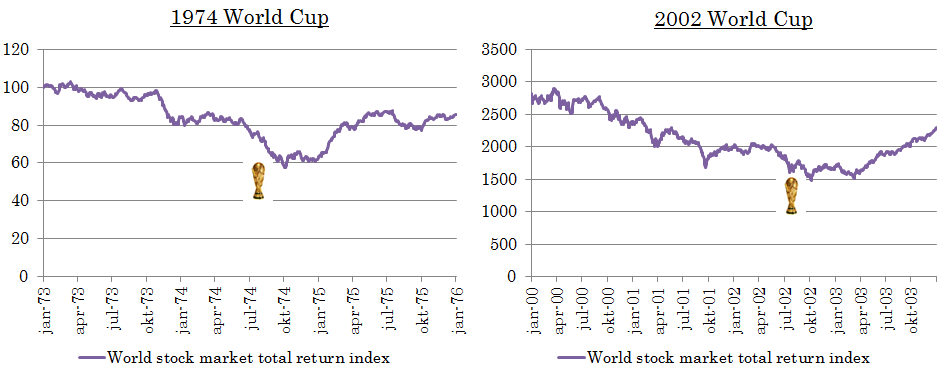 1974 World Cup
120
100
80
60
40
20
0
jan-73
apr-73
jul-73
okt-73
jan-74
apr-74
jul-74
okt-74
jan-75
apr-75
jul-75
okt-75
jan-76
World stock market total return index
2002 World Cup
3500
3000
2500
2000
1500
1000
500
0
jan-00
apr-00
jul-00
okt-00
jan-01
apr-01
jul-01
okt-01
jan-02
apr-02
jul-02
okt-02
jan-03
apr-03
jul-03
okt-03
World stock market total return index